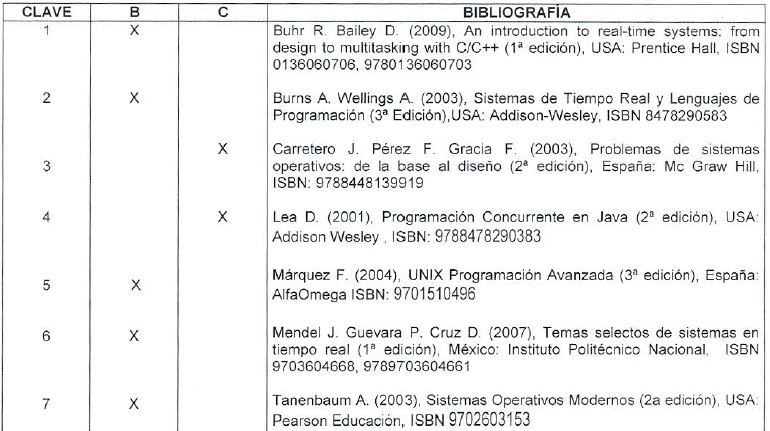 CLAVE B C BIBLIOGRAFÍA
1 X Buhr R. Bailey D. (2009), An introduction to real-time systems: from
design to multitasking with C/C++ (1ª edición), USA: Prentice Hall, ISBN
0136060706, 9780136060703
2 X Burns A. Wellings A. (2003), Sistemas de Tiempo Real y Lenguajes de
Programación (3ª Edición),USA: Addison-Wesley, ISBN 8478290583
3 X Carretero J. Pérez F. Gracia F. (2003), Problemas de sistemas
operativos: de la base al diseño (2ª edición), España: Mc Graw Hill,
ISBN: 9788448139919
4 X Lea D. (2001), Programación Concurrente en Java (2ª edición), USA:
Addison Wesley , ISBN: 9788478290383
5 X Márquez F. (2004), UNIX Programación Avanzada (3ª edición), España:
AlfaOmega ISBN: 9701510496
6 X Mendel J. Guevara P. Cruz D. (2007), Temas selectos de sistemas en
tiempo real (1ª edición), México: Instituto Politécnico Nacional, ISBN
9703604668, 9789703604661
7 X Tanenbaum A. (2003), Sistemas Operativos Modernos (2a edición), USA:
Pearson Educación,, ISBN 9702603153